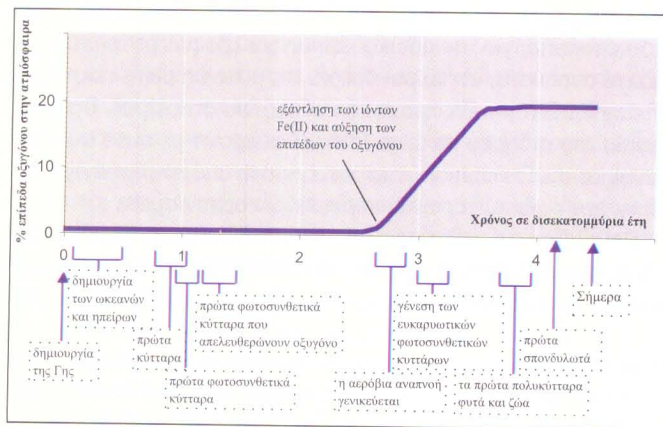 % επίπεδα οξυγόνου στην ατμόσφαιρα
20
10
0
εξάντληση των ιόντων
Fe(II) και αύξηση των
επιπέδων του οξυγόνου
Χρόνος σε δισεκατομμύρια έτη
0
1
2
3
4
δημιουργία
των ωκεανών
και ηπείρων
πρώτα φωτοσυνθετικά
κύτταρα που
απελευθερώνουν οξυγόνο
γένεση των
ευκαρυωτικών
φωτοσυνθετικών
κυττάρων
Σήμερα
δημιουργία
της Γης
πρώτα
κύτταρα
πρώτα
σπονδυλωτά
πρώτα φωτοσυνθετικά
κύτταρα
η αερόβια αναπνοή
γενικεύεται
τα πρώτα πολυκύτταρα
φυτά και ζώα